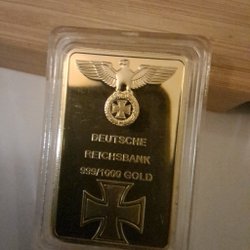 DEUTSCHE
REICHSBANK
999/1000 GOLD